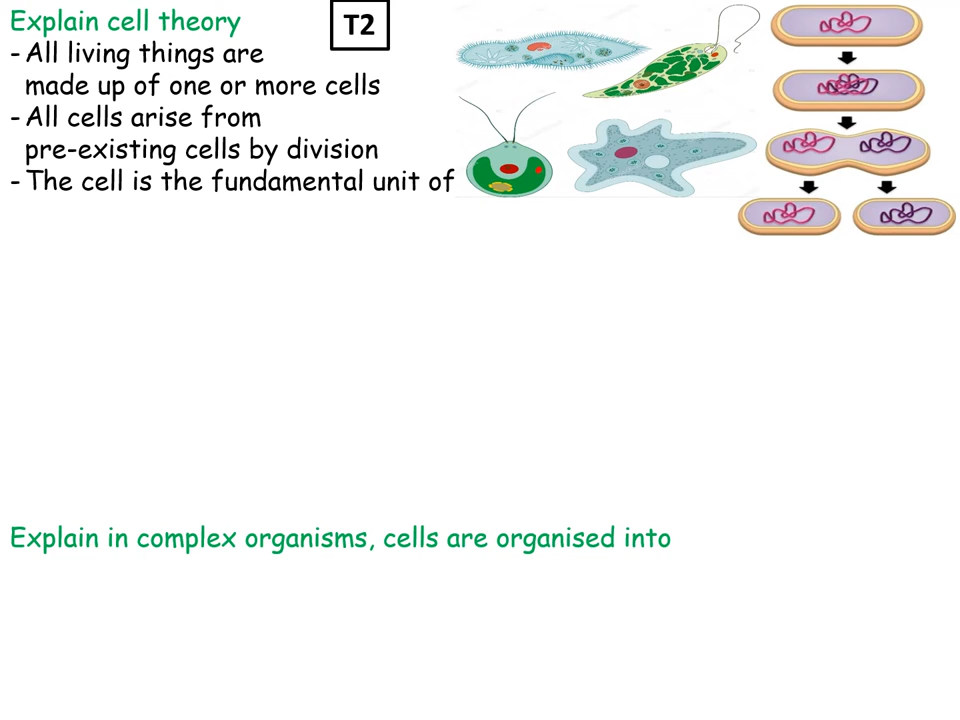 Explain cell theory
T2
- All living things are
made up of one or more cells
- All cells arise from
pre-existing cells by division
- The cell is the fundamental unit of
Explain in complex organisms, cells are organised into